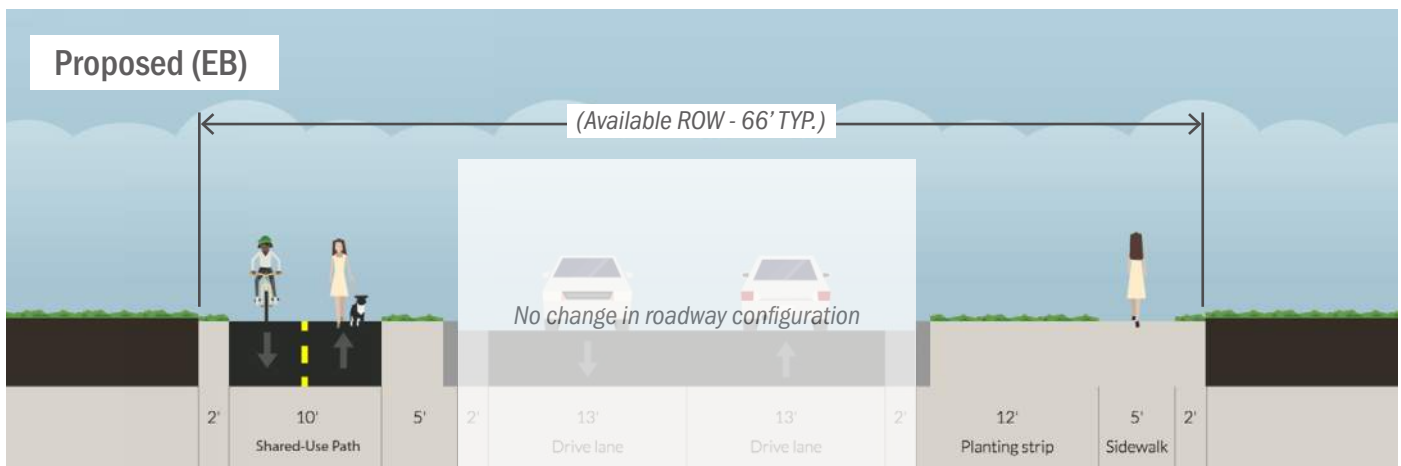 Proposed (EB)
(Available ROW - 66' TYP.)
No change in roadway configuration
2' 10' 5' 2' 13' 13' 2' 12' 5' 2'
Shared-Use Path Drive lane Drive lane Planting strip Sidewalk